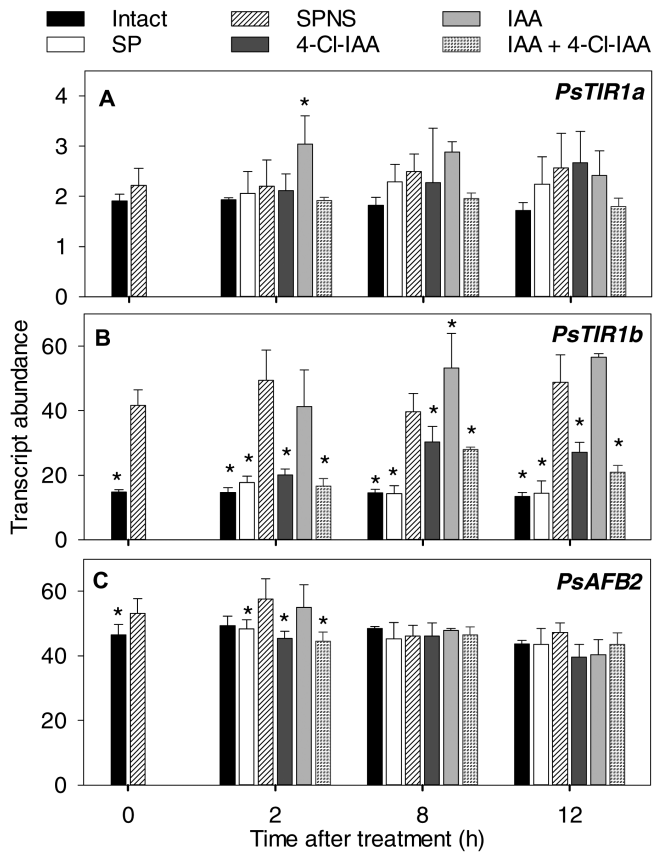 Intact SPNS IAA
SP 4-Cl-IAA IAA + 4-Cl-IAA
A PsTIR1a
*
4
3
2
1
0
B PsTIR1b
60
40
20
0
* * * * * * * * * * * * * *
C PsAFB2
60
40
20
0
* * * *
Transcript abundance
0 2 8 12
Time after treatment (h)